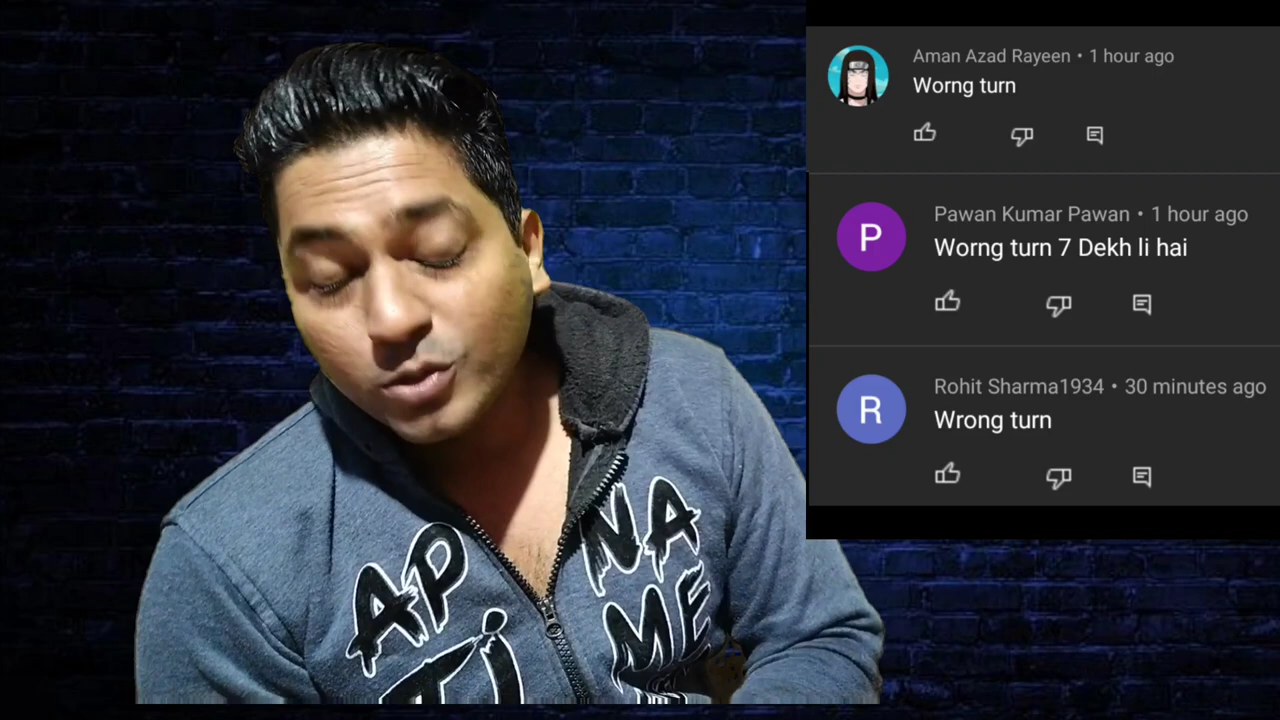 Aman Azad Rayeen • 1 hour ago
Worng turn
P
Pawan Kumar Pawan • 1 hour ago
Worng turn 7 Dekh li hai
R
Rohit Sharma1934 • 30 minutes ago
Wrong turn
AP NA
TI ME